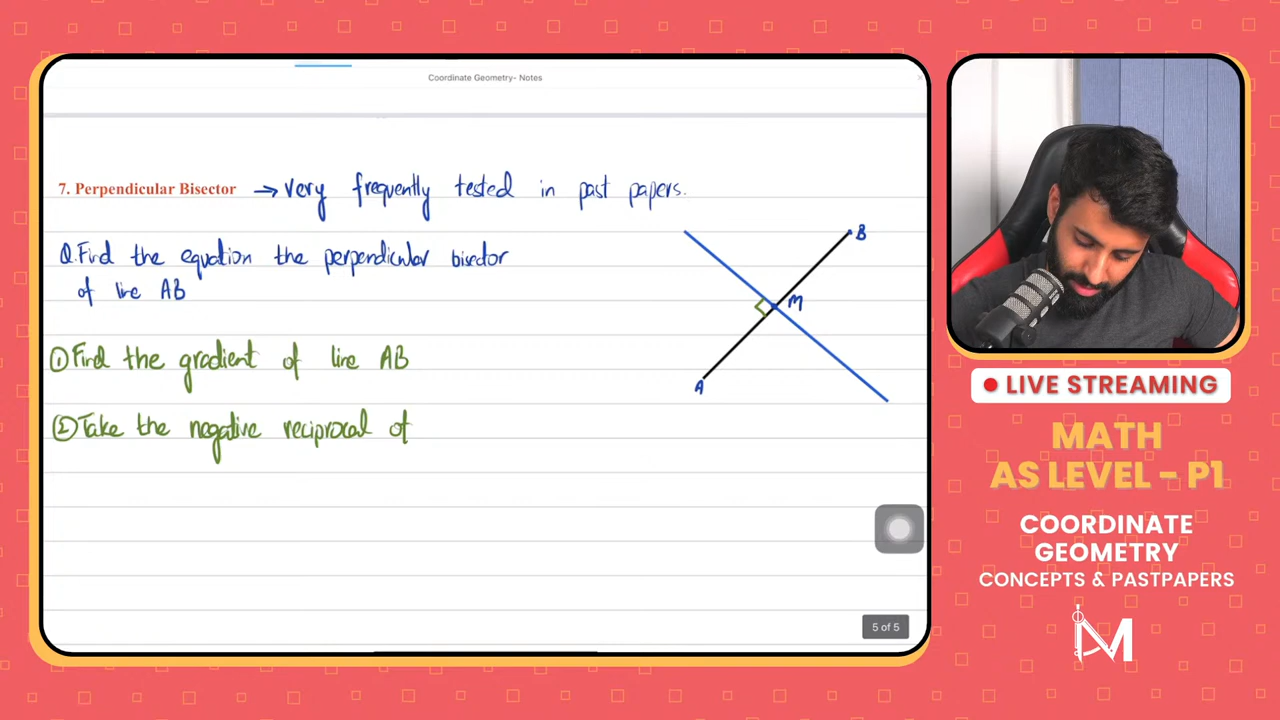 Coordinate Geometry- Notes
7. Perpendicular Bisector → very frequently tested in past papers.
Q. Find the equation the perpendicular bisector
of line AB
① Find the gradient of line AB
② Take the negative reciprocal of
B
M
A
5 of 5
LIVE STREAMING
MATH
AS LEVEL - P1
COORDINATE
GEOMETRY
CONCEPTS & PASTPAPERS
M